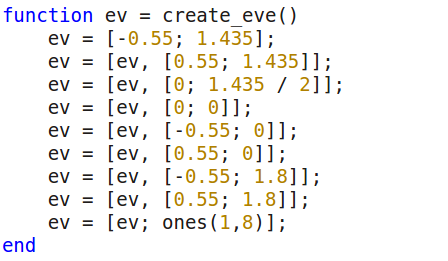 function ev = create_eve()
    ev = [-0.55; 1.435];
    ev = [ev, [0.55; 1.435]];
    ev = [ev, [0; 1.435 / 2]];
    ev = [ev, [0; 0]];
    ev = [ev, [-0.55; 0]];
    ev = [ev, [0.55; 0]];
    ev = [ev, [-0.55; 1.8]];
    ev = [ev, [0.55; 1.8]];
    ev = [ev; ones(1,8)];
end